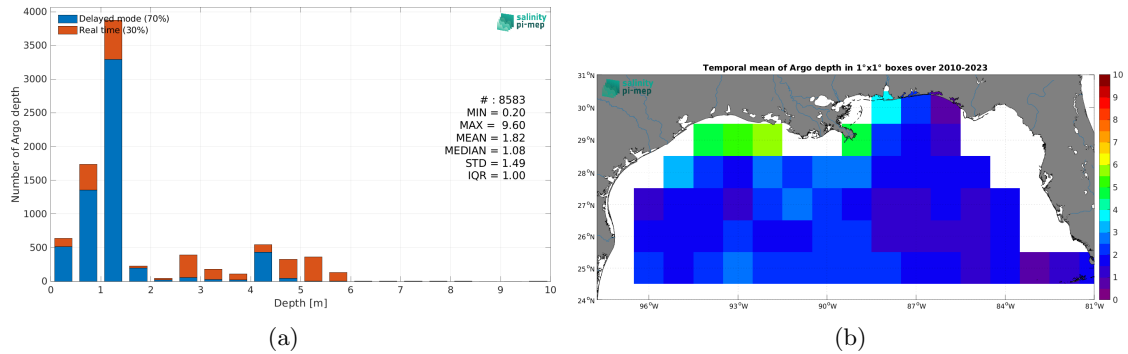 Delayed mode (70%)
Real time (30%)
salinity
pi-mep
4000
3500
3000
2500
2000
1500
1000
500
0
Number of Argo depth
# : 8583
MIN = 0.20
MAX = 9.60
MEAN = 1.82
MEDIAN = 1.08
STD = 1.49
IQR = 1.00
0 1 2 3 4 5 6 7 8 9 10
Depth [m]
(a)
Temporal mean of Argo depth in 1°x1° boxes over 2010-2023
salinity
pi-mep
31°N
30°N
29°N
28°N
27°N
26°N
25°N
24°N
96°W 93°W 90°W 87°W 84°W 81°W
10
9
8
7
6
5
4
3
2
1
0
(b)